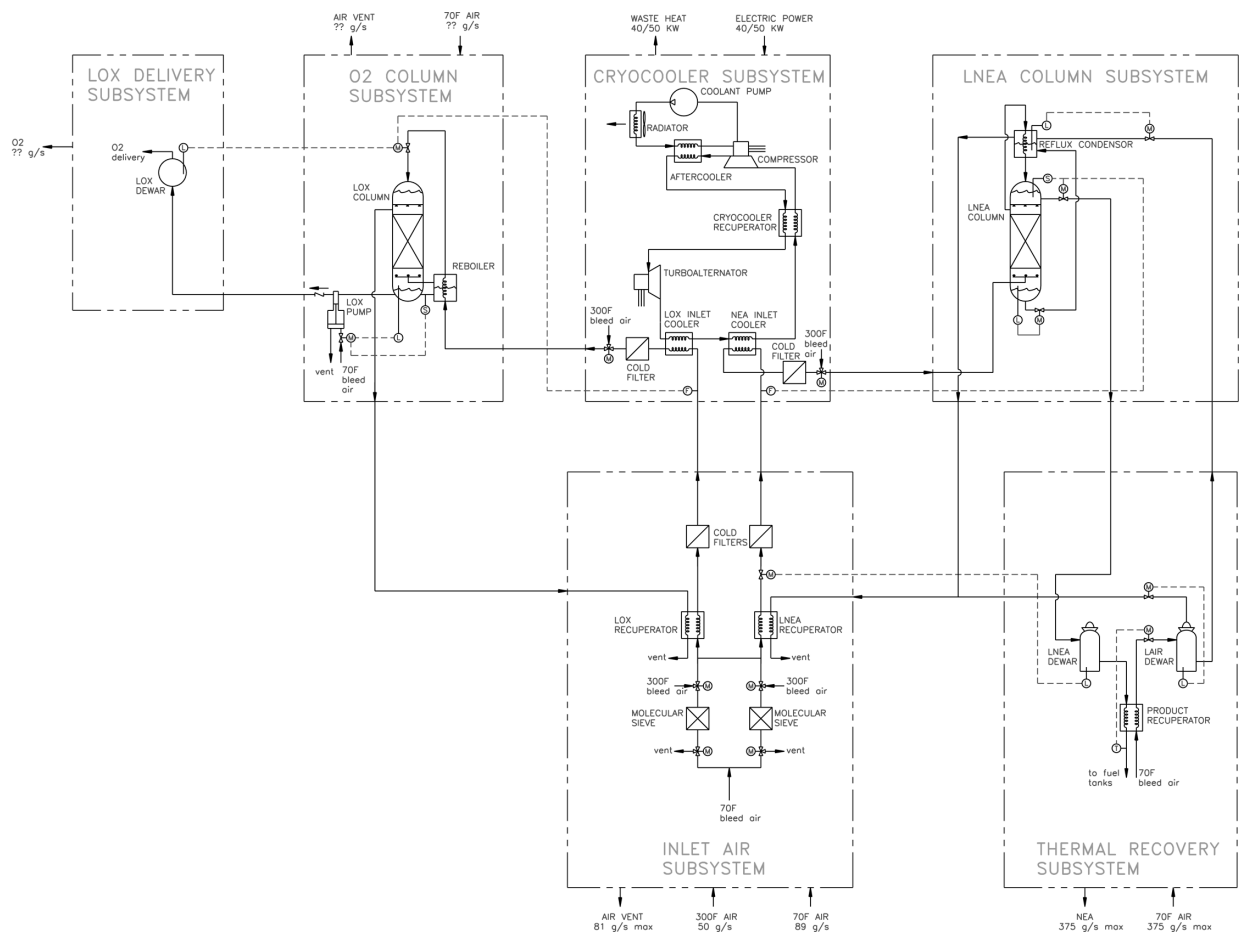 AIR VENT
?? g/s
70F AIR
?? g/s
WASTE HEAT
40/50 KW
ELECTRIC POWER
40/50 KW
LOX DELIVERY
SUBSYSTEM
O2
?? g/s
O2
delivery
L
LOX
DEWAR
O2 COLUMN
SUBSYSTEM
M
LOX
COLUMN
REBOILER
S
LOX
PUMP
M
L
vent
70F
bleed
air
CRYOCOOLER SUBSYSTEM
COOLANT PUMP
RADIATOR
COMPRESSOR
AFTERCOOLER
CRYOCOOLER
RECUPERATOR
TURBOALTERNATOR
300F
bleed air
LOX INLET
COOLER
NEA INLET
COOLER
300F
bleed
air
COLD
FILTER
M
COLD
FILTER
M
F
F
LNEA COLUMN SUBSYSTEM
L
M
REFLUX CONDENSOR
S
M
LNEA
COLUMN
L
M
COLD
FILTERS
M
LOX
RECUPERATOR
LNEA
RECUPERATOR
vent
vent
300F
bleed air
M
M
300F
bleed air
MOLECULAR
SIEVE
MOLECULAR
SIEVE
vent
M
M
vent
70F
bleed air
INLET AIR
SUBSYSTEM
AIR VENT
81 g/s max
300F AIR
50 g/s
70F AIR
89 g/s
M
M
LNEA
DEWAR
LAIR
DEWAR
L
L
PRODUCT
RECUPERATOR
T
to fuel
tanks
70F
bleed air
THERMAL RECOVERY
SUBSYSTEM
NEA
375 g/s max
70F AIR
375 g/s max